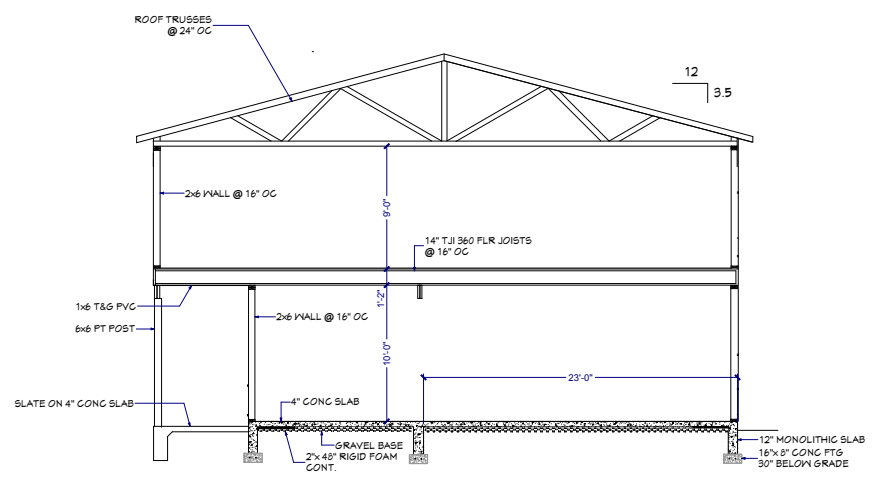 ROOF TRUSSES
@ 24" OC
12
3.5
2x6 WALL @ 16" OC
9'-0"
14" TJI 360 FLR JOISTS
@ 16" OC
1'-2"
1x6 T&G PVC
6x6 PT POST
2x6 WALL @ 16" OC
10'-0"
23'-0"
SLATE ON 4" CONC SLAB
4" CONC SLAB
GRAVEL BASE
2"x 48" RIGID FOAM
CONT.
12" MONOLITHIC SLAB
16"x 8" CONC FTG
30" BELOW GRADE